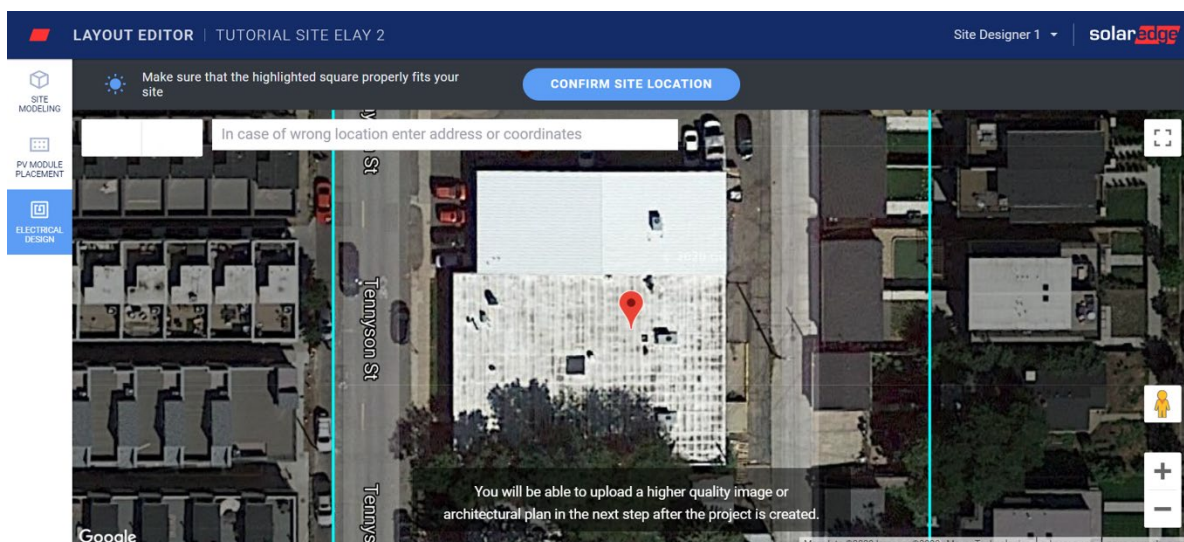 LAYOUT EDITOR | TUTORIAL SITE ELAY 2
Site Designer 1
solaredge
SITE
MODELING
Make sure that the highlighted square properly fits your
site
CONFIRM SITE LOCATION
In case of wrong location enter address or coordinates
PV MODULE
PLACEMENT
ELECTRICAL
DESIGN
St
Tennyson St
Tennys
You will be able to upload a higher quality image or
architectural plan in the next step after the project is created.
Google